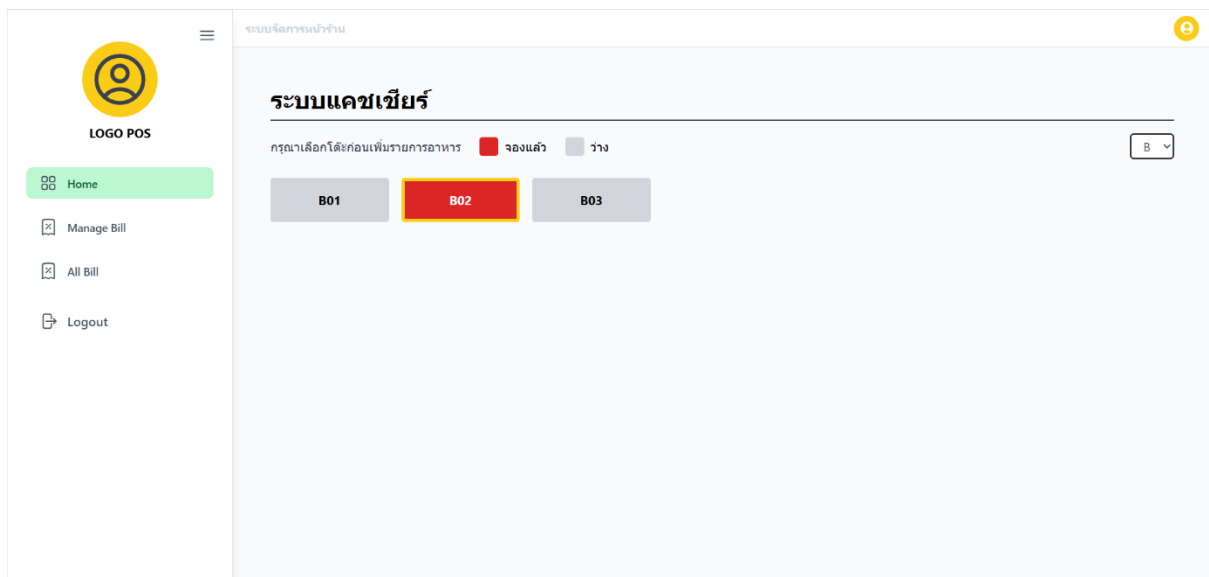 ระบบจัดการหน้าร้าน
LOGO POS
Home
Manage Bill
All Bill
Logout
ระบบแคชเชียร์
กรุณาเลือกโต๊ะก่อนเพิ่มรายการอาหาร จองแล้ว ว่าง B
B01 B02 B03